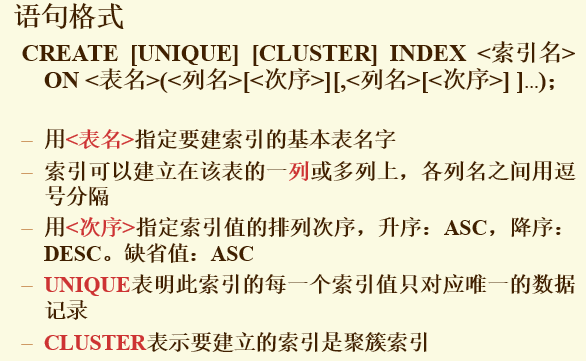 语句格式
CREATE [UNIQUE] [CLUSTER] INDEX <索引名>
ON <表名>(<列名>[<次序>][,<列名>[<次序>] ]…);
– 用<表名>指定要建索引的基本表名字
– 索引可以建立在该表的一列或多列上，各列名之间用逗
号分隔
– 用<次序>指定索引值的排列次序，升序：ASC，降序：
DESC。缺省值：ASC
– UNIQUE表明此索引的每一个索引值只对应唯一的数据
记录
– CLUSTER表示要建立的索引是聚簇索引